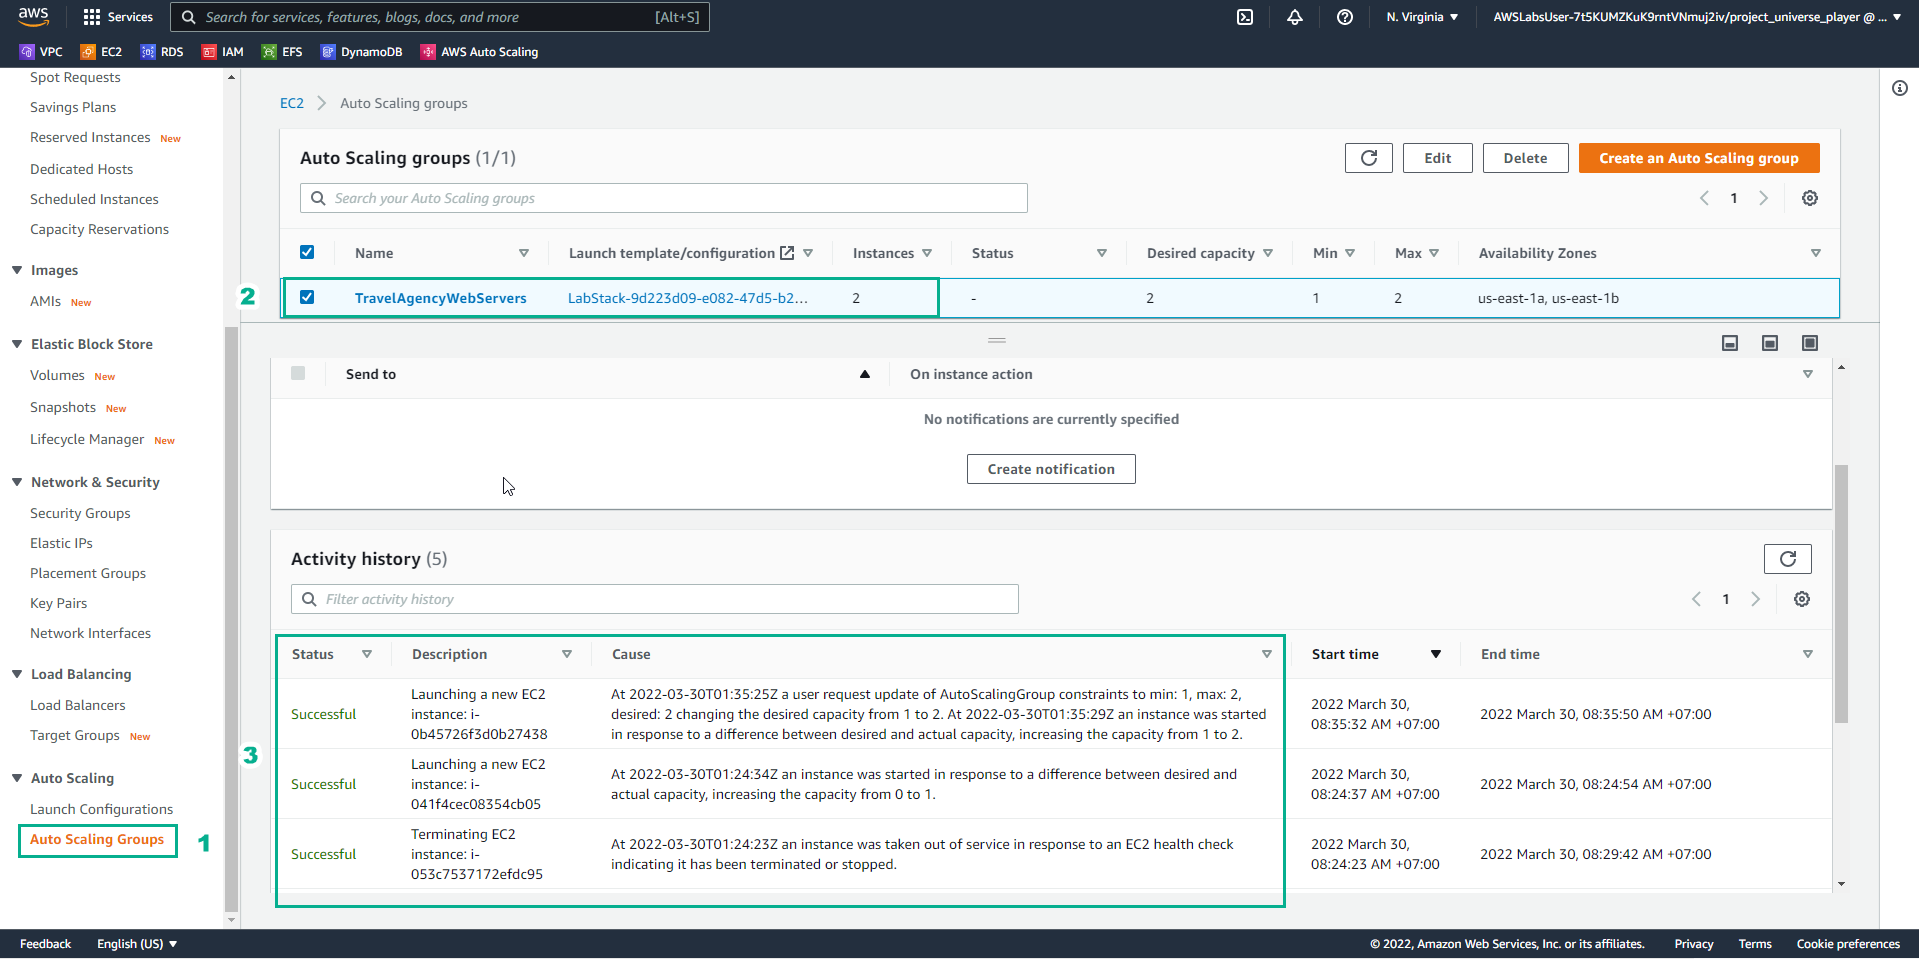 aws
Services
Search for services, features, blogs, docs, and more
[Alt+S]
N. Virginia
AWSLabsUser-7t5KUMZKuK9rntVNmuj2iv/project_universe_player @ ...
VPC
EC2
RDS
IAM
EFS
DynamoDB
AWS Auto Scaling
Spot Requests
Savings Plans
Reserved Instances New
Dedicated Hosts
Scheduled Instances
Capacity Reservations
Images
AMIs New
Elastic Block Store
Volumes New
Snapshots New
Lifecycle Manager New
Network & Security
Security Groups
Elastic IPs
Placement Groups
Key Pairs
Network Interfaces
Load Balancing
Load Balancers
Target Groups New
Auto Scaling
Launch Configurations
Auto Scaling Groups
1
EC2
Auto Scaling groups
Auto Scaling groups (1/1)
Edit
Delete
Create an Auto Scaling group
Search your Auto Scaling groups
1
Name
Launch template/configuration
Instances
Status
Desired capacity
Min
Max
Availability Zones
2
TravelAgencyWebServers
LabStack-9d223d09-e082-47d5-b2...
2
-
2
1
2
us-east-1a, us-east-1b
Send to
On instance action
No notifications are currently specified
Create notification
Activity history (5)
Filter activity history
1
Status
Description
Cause
Start time
End time
3
Successful
Launching a new EC2
instance: i-
0b45726f3d0b27438
At 2022-03-30T01:35:25Z a user request update of AutoScalingGroup constraints to min: 1, max: 2,
desired: 2 changing the desired capacity from 1 to 2. At 2022-03-30T01:35:29Z an instance was started
in response to a difference between desired and actual capacity, increasing the capacity from 1 to 2.
2022 March 30,
08:35:32 AM +07:00
2022 March 30, 08:35:50 AM +07:00
Successful
Launching a new EC2
instance: i-
041f4cec08354cb05
At 2022-03-30T01:24:34Z an instance was started in response to a difference between desired and
actual capacity, increasing the capacity from 0 to 1.
2022 March 30,
08:24:37 AM +07:00
2022 March 30, 08:24:54 AM +07:00
Successful
Terminating EC2
instance: i-
053c7537172efdc95
At 2022-03-30T01:24:23Z an instance was taken out of service in response to an EC2 health check
indicating it has been terminated or stopped.
2022 March 30,
08:24:23 AM +07:00
2022 March 30, 08:29:42 AM +07:00
Feedback
English (US)
© 2022, Amazon Web Services, Inc. or its affiliates.
Privacy
Terms
Cookie preferences